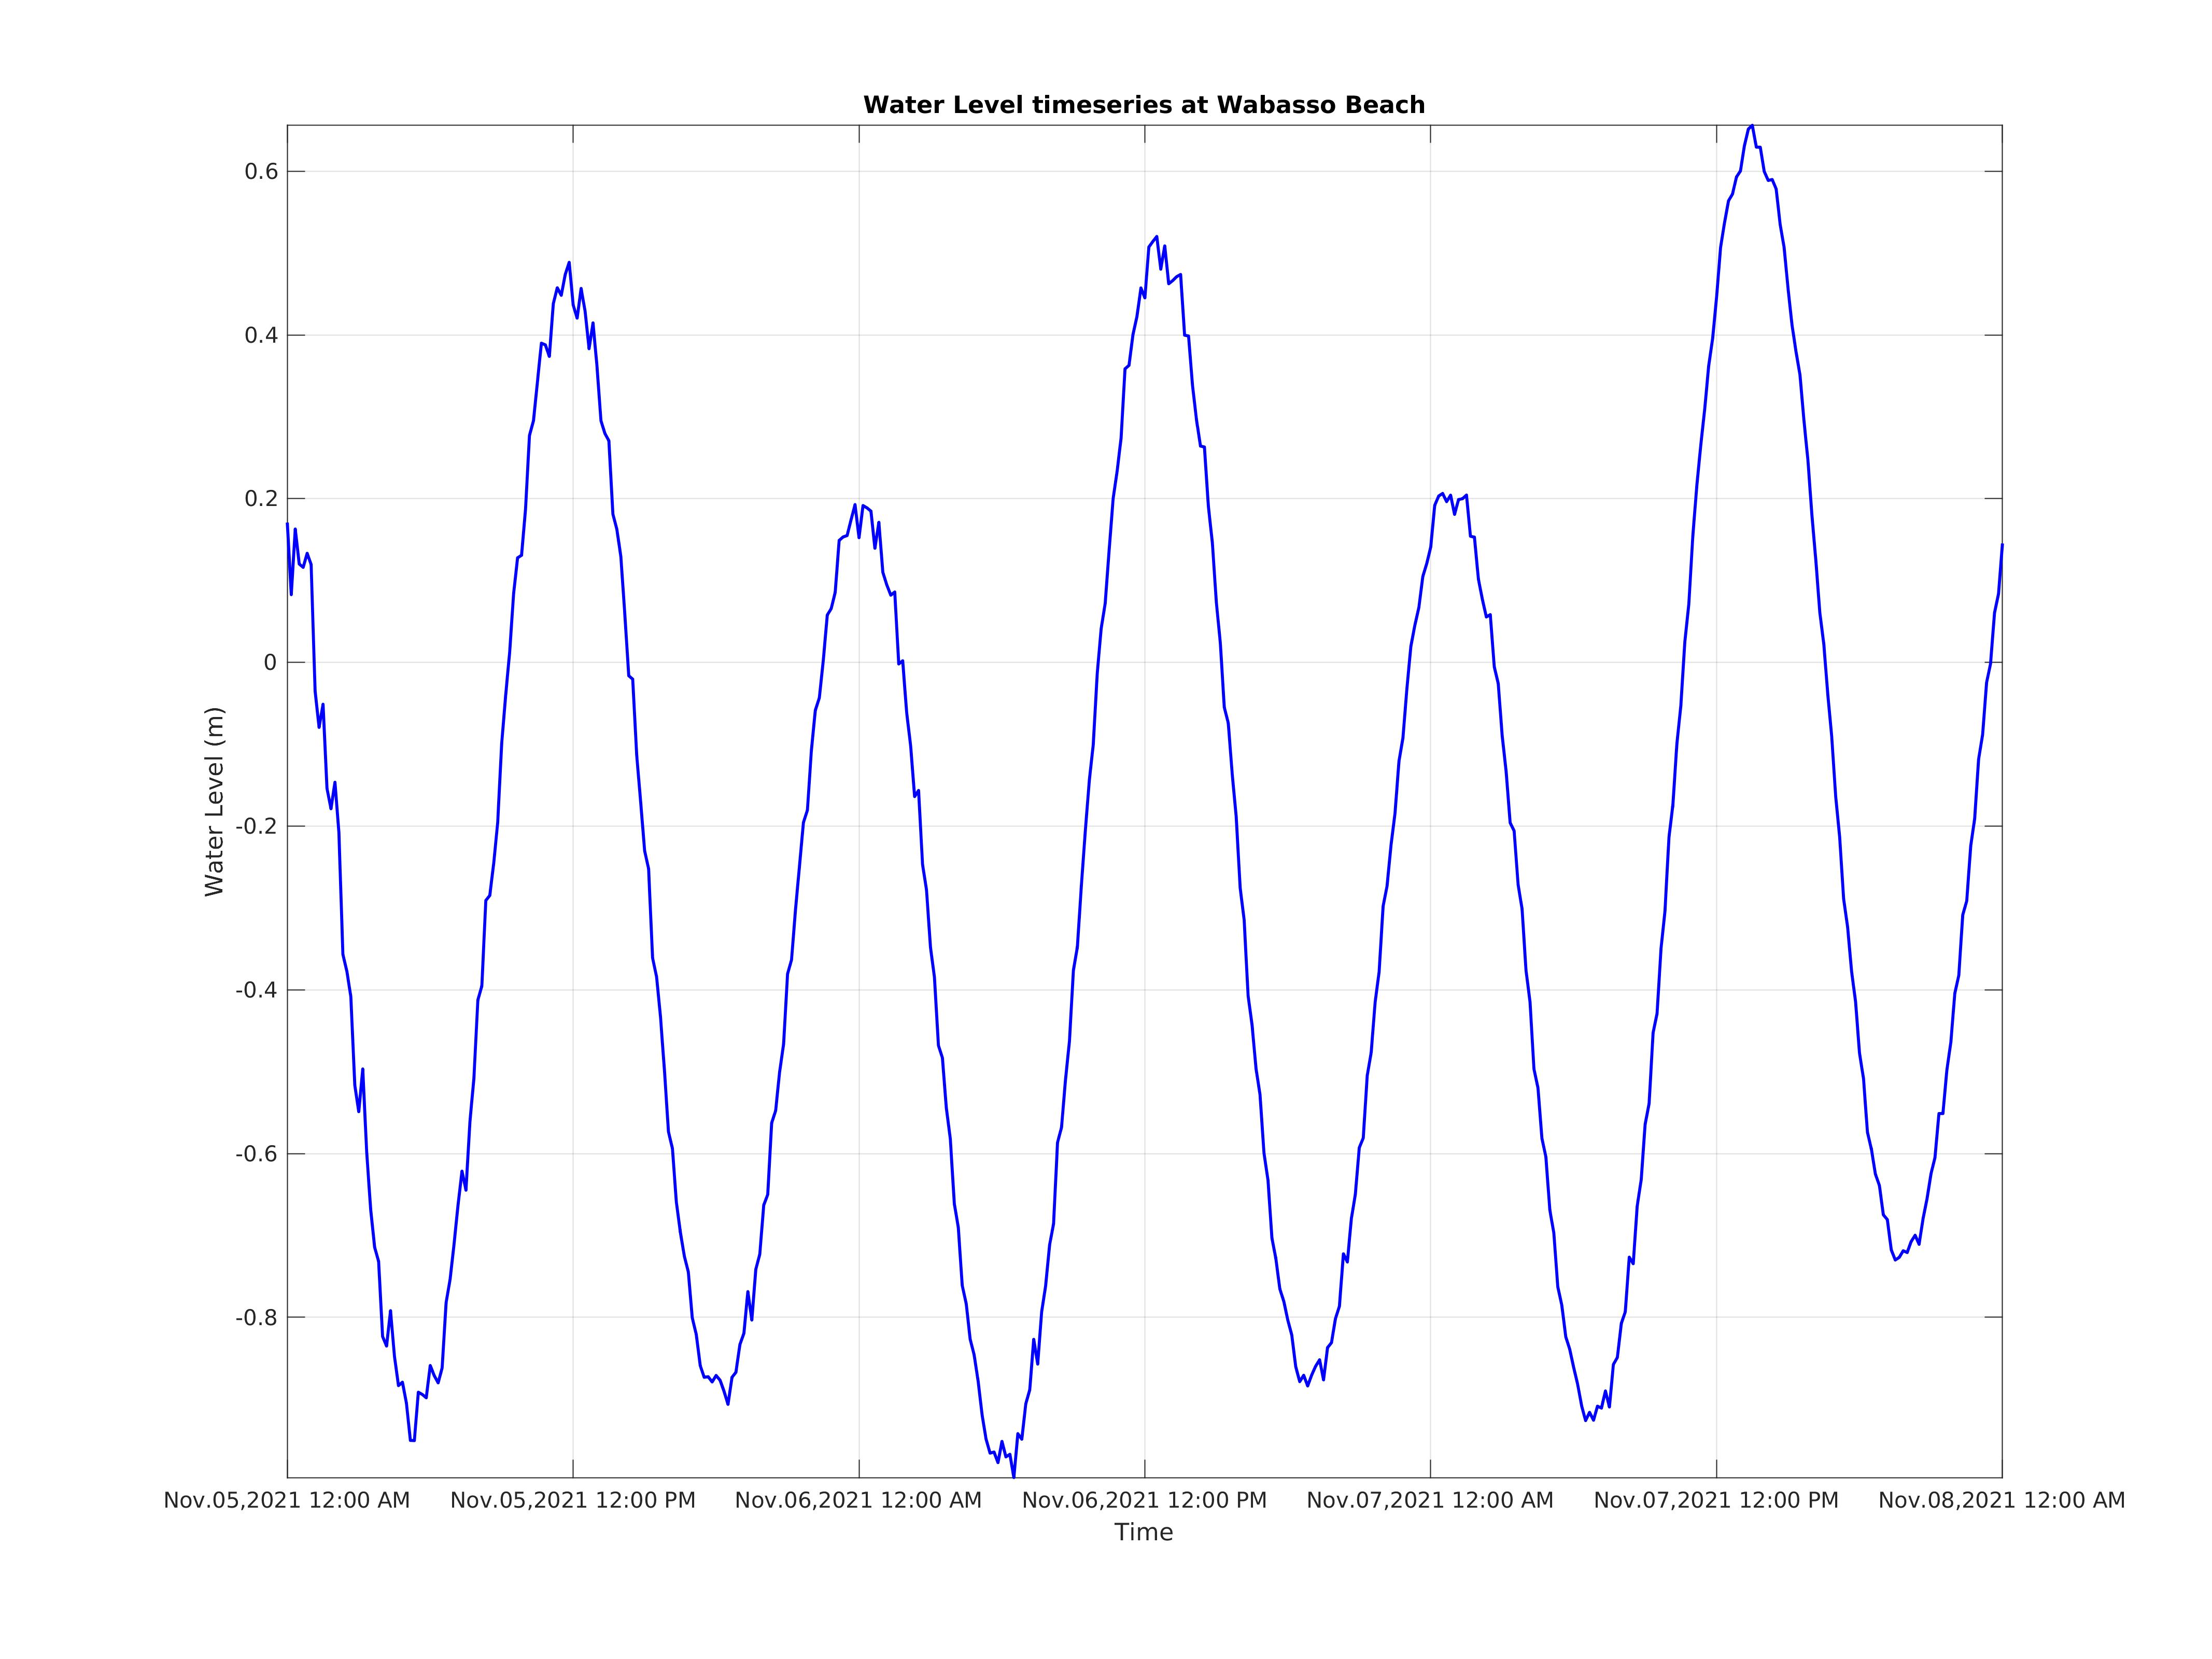 Water Level timeseries at Wabasso Beach
0.6
0.4
0.2
0
-0.2
-0.4
-0.6
-0.8
Water Level (m)
Nov.05,2021 12:00 AM Nov.05,2021 12:00 PM Nov.06,2021 12:00 AM Nov.06,2021 12:00 PM Nov.07,2021 12:00 AM Nov.07,2021 12:00 PM Nov.08,2021 12:00 AM
Time